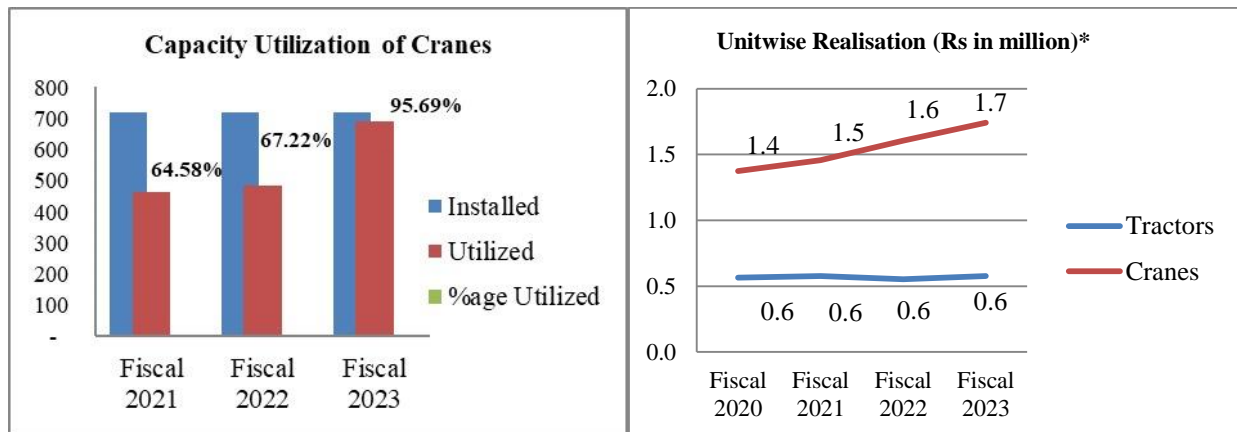 Capacity Utilization of Cranes
800
700
600
500
400
300
200
100
-
64.58%
67.22%
95.69%
Installed
Utilized
%age Utilized
Fiscal 2021
Fiscal 2022
Fiscal 2023
Unitwise Realisation (Rs in million)*
2.0
1.5
1.0
0.5
0.0
1.4
1.5
1.6
1.7
0.6
0.6
0.6
0.6
Tractors
Cranes
Fiscal 2020
Fiscal 2021
Fiscal 2022
Fiscal 2023